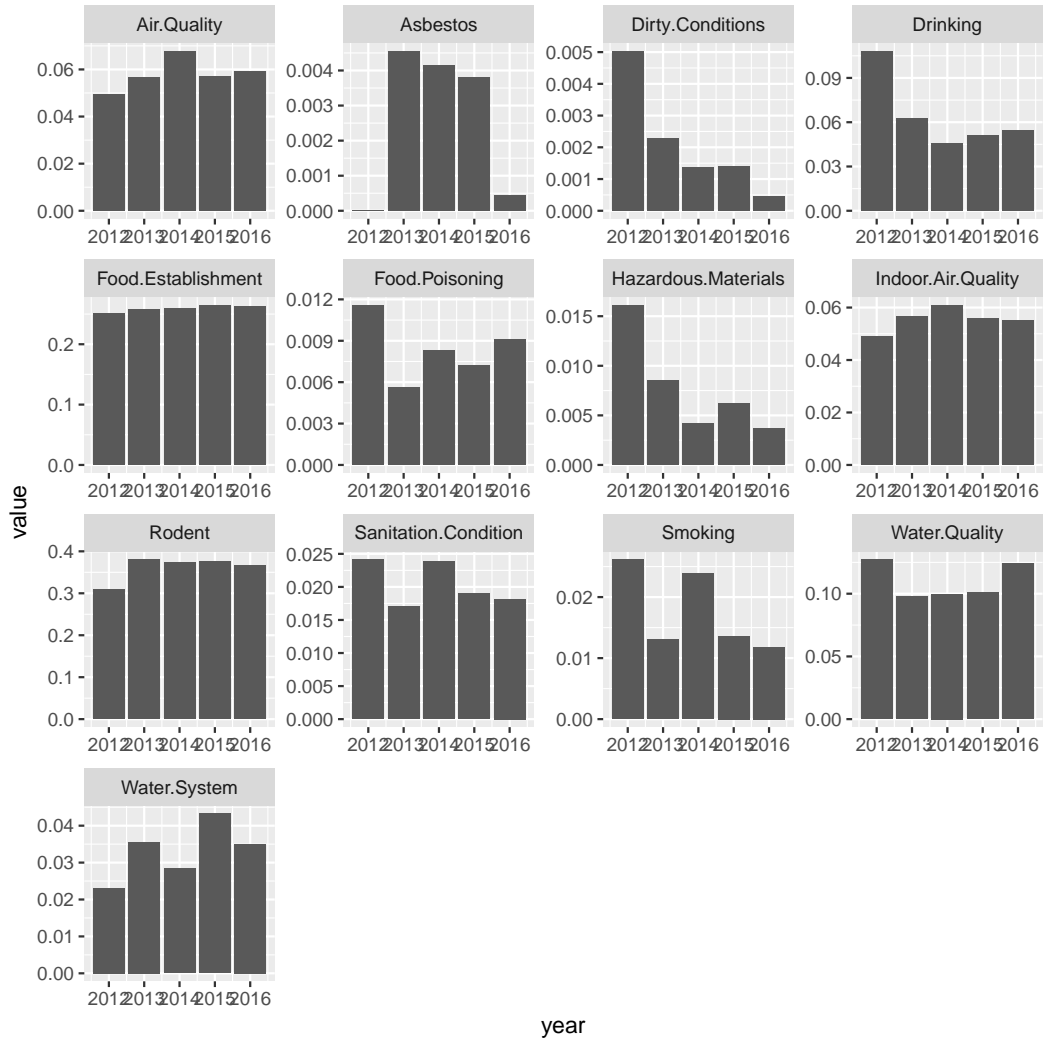 Air.Quality Asbestos Dirty.Conditions Drinking
0.06 0.04 0.02 0.00
0.004 0.003 0.002 0.001 0.000
0.005 0.004 0.003 0.002 0.001 0.000
0.09 0.06 0.03 0.00
2012 2013 2014 2015 2016 2012 2013 2014 2015 2016 2012 2013 2014 2015 2016 2012 2013 2014 2015 2016
Food.Establishment Food.Poisoning Hazardous.Materials Indoor.Air.Quality
0.2 0.1 0.0
0.012 0.009 0.006 0.003 0.000
0.015 0.010 0.005 0.000
0.06 0.04 0.02 0.00
2012 2013 2014 2015 2016 2012 2013 2014 2015 2016 2012 2013 2014 2015 2016 2012 2013 2014 2015 2016
value
Rodent Sanitation.Condition Smoking Water.Quality
0.4 0.3 0.2 0.1 0.0
0.025 0.020 0.015 0.010 0.005 0.000
0.02 0.01 0.00
0.10 0.05 0.00
2012 2013 2014 2015 2016 2012 2013 2014 2015 2016 2012 2013 2014 2015 2016 2012 2013 2014 2015 2016
Water.System
0.04 0.03 0.02 0.01 0.00
2012 2013 2014 2015 2016
year